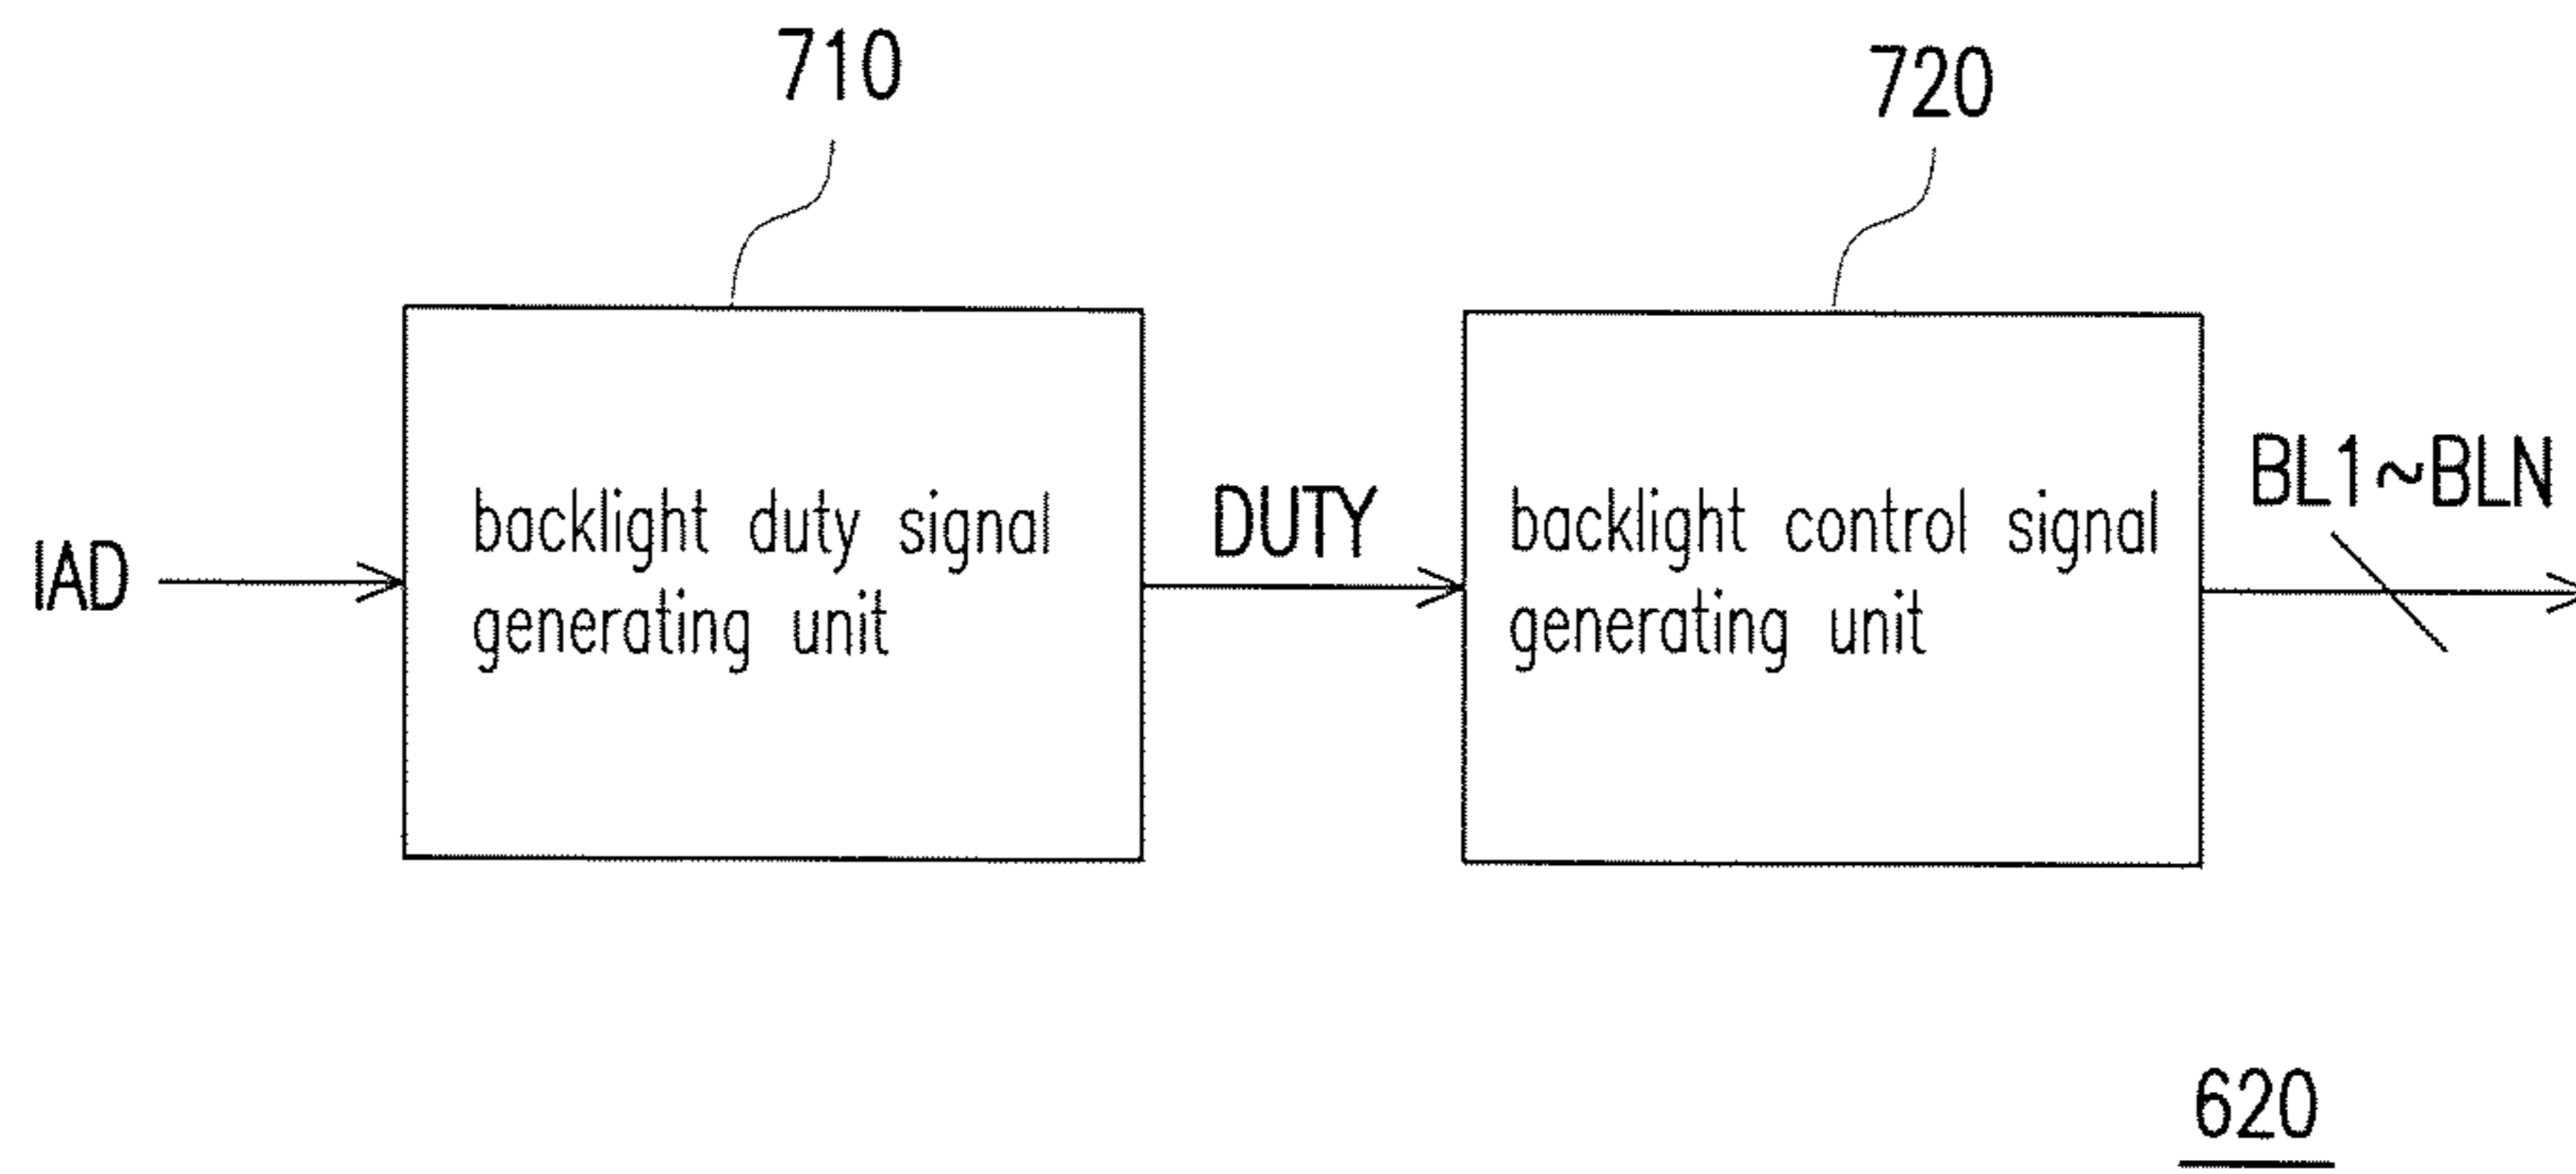 710
720
IAD
backlight duty signal
generating unit
DUTY
backlight control signal
generating unit
BL1~BLN
620